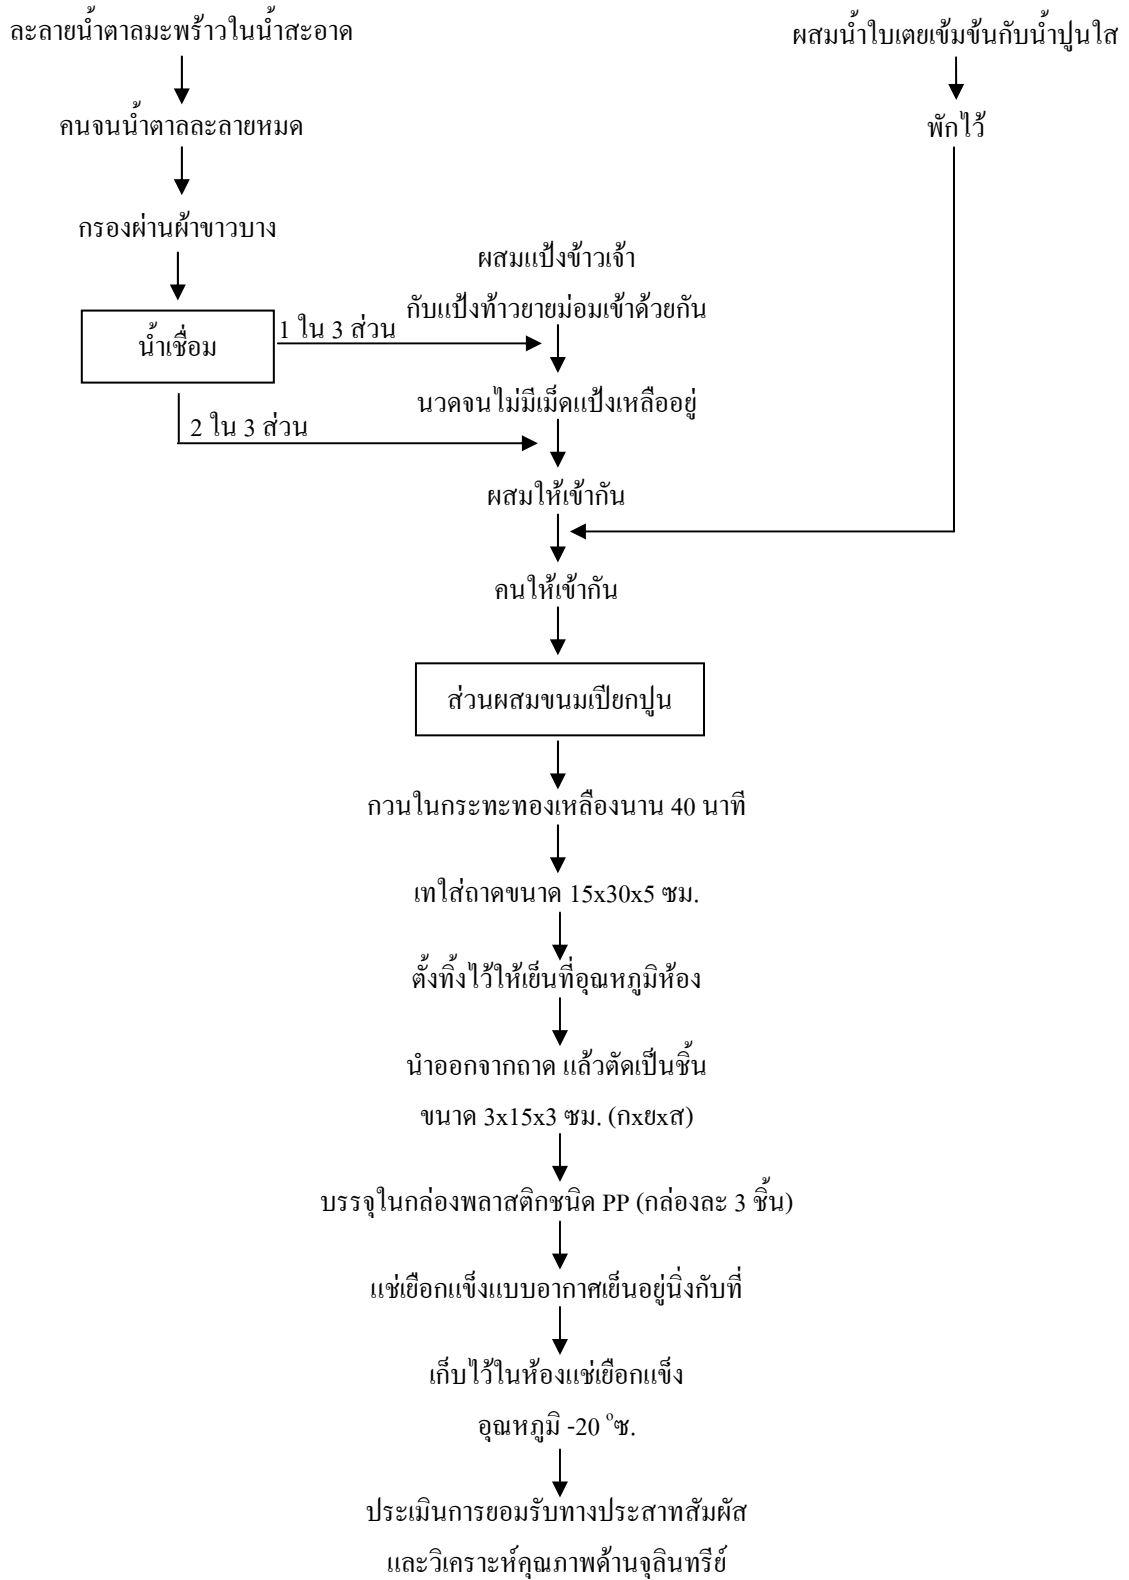 ละลายน้ำตาลมะพร้าวในน้ำสะอาด
ผสมน้ำใบเตยเข้มข้นกับน้ำปูนใส
คนจนน้ำตาลละลายหมด
พักไว้
กรองผ่านผ้าขาวบาง
ผสมแป้งข้าวเจ้า
กับแป้งท้าวยายม่อมเข้าด้วยกัน
น้ำเชื่อม
1 ใน 3 ส่วน
นวดจนไม่มีเม็ดแป้งเหลืออยู่
2 ใน 3 ส่วน
ผสมให้เข้ากัน
คนให้เข้ากัน
ส่วนผสมขนมเปียกปูน
กวนในกระทะทองเหลืองนาน 40 นาที
เทใส่ถาดขนาด 15x30x5 ซม.
ตั้งทิ้งไว้ให้เย็นที่อุณหภูมิห้อง
นำออกจากถาด แล้วตัดเป็นชิ้น
ขนาด 3x15x3 ซม. (กxยxส)
บรรจุในกล่องพลาสติกชนิด PP (กล่องละ 3 ชิ้น)
แช่เยือกแข็งแบบอากาศเย็นอยู่นิ่งกับที่
เก็บไว้ในห้องแช่เยือกแข็ง
อุณหภูมิ -20 °ซ.
ประเมินการยอมรับทางประสาทสัมผัส
และวิเคราะห์คุณภาพด้านจุลินทรีย์